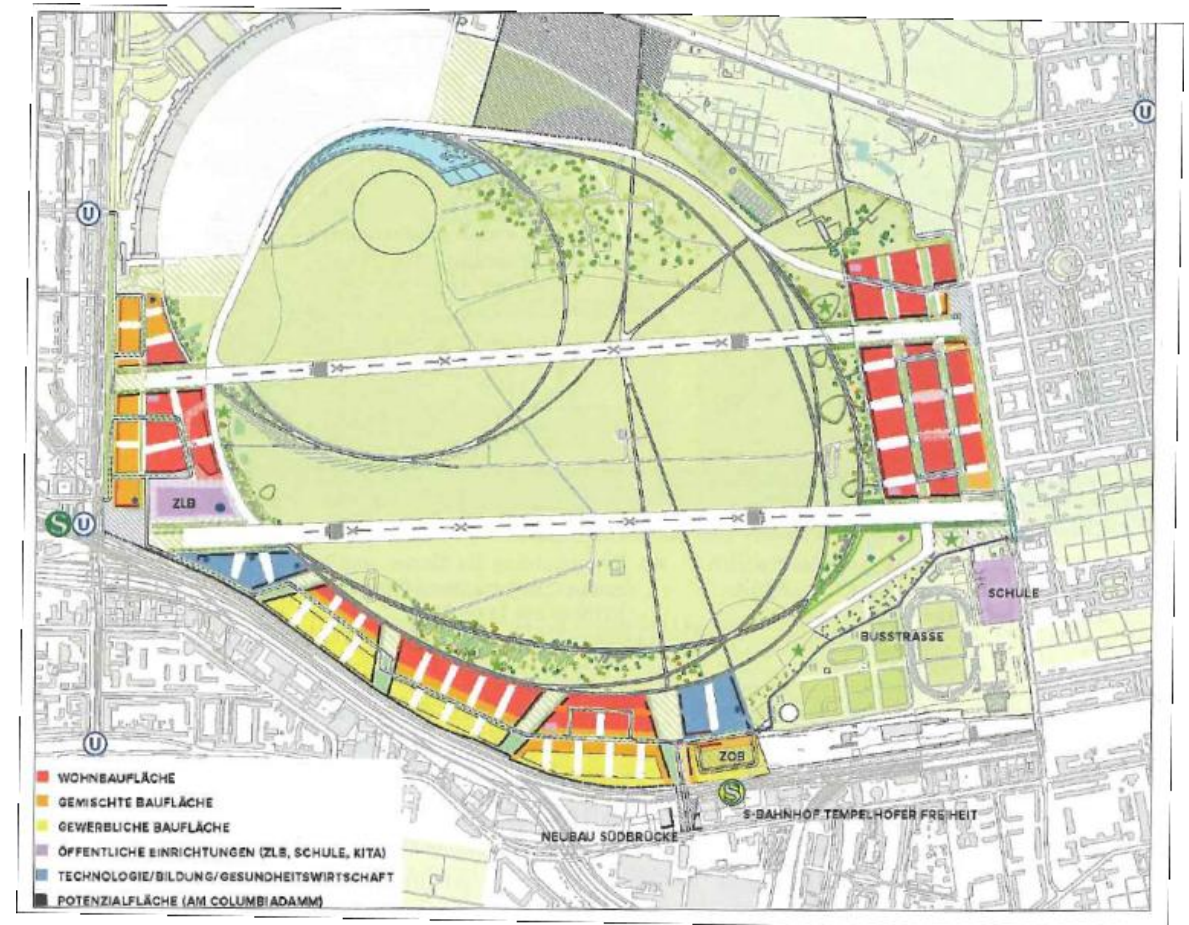 U
U
ZLB
S U
SCHULE
BUSSTRASSE
ZOB
U
S
S-BAHNHOF TEMPELHOFER FREIHEIT
NEUBAU SÜDBRÜCKE
WOHNBAUFLÄCHE
GEMISCHTE BAUFLÄCHE
GEWERBLICHE BAUFLÄCHE
ÖFFENTLICHE EINRICHTUNGEN (ZLB, SCHULE, KITA)
TECHNOLOGIE/BILDUNG/GESUNDHEITSWIRTSCHAFT
POTENZIALFLÄCHE (AM COLUMBIADAMM)